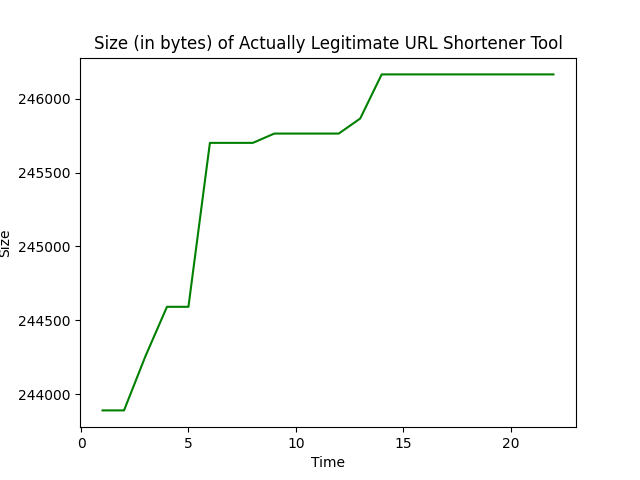 Size (in bytes) of Actually Legitimate URL Shortener Tool
246000
245500
245000
244500
244000
Size
0 5 10 15 20
Time